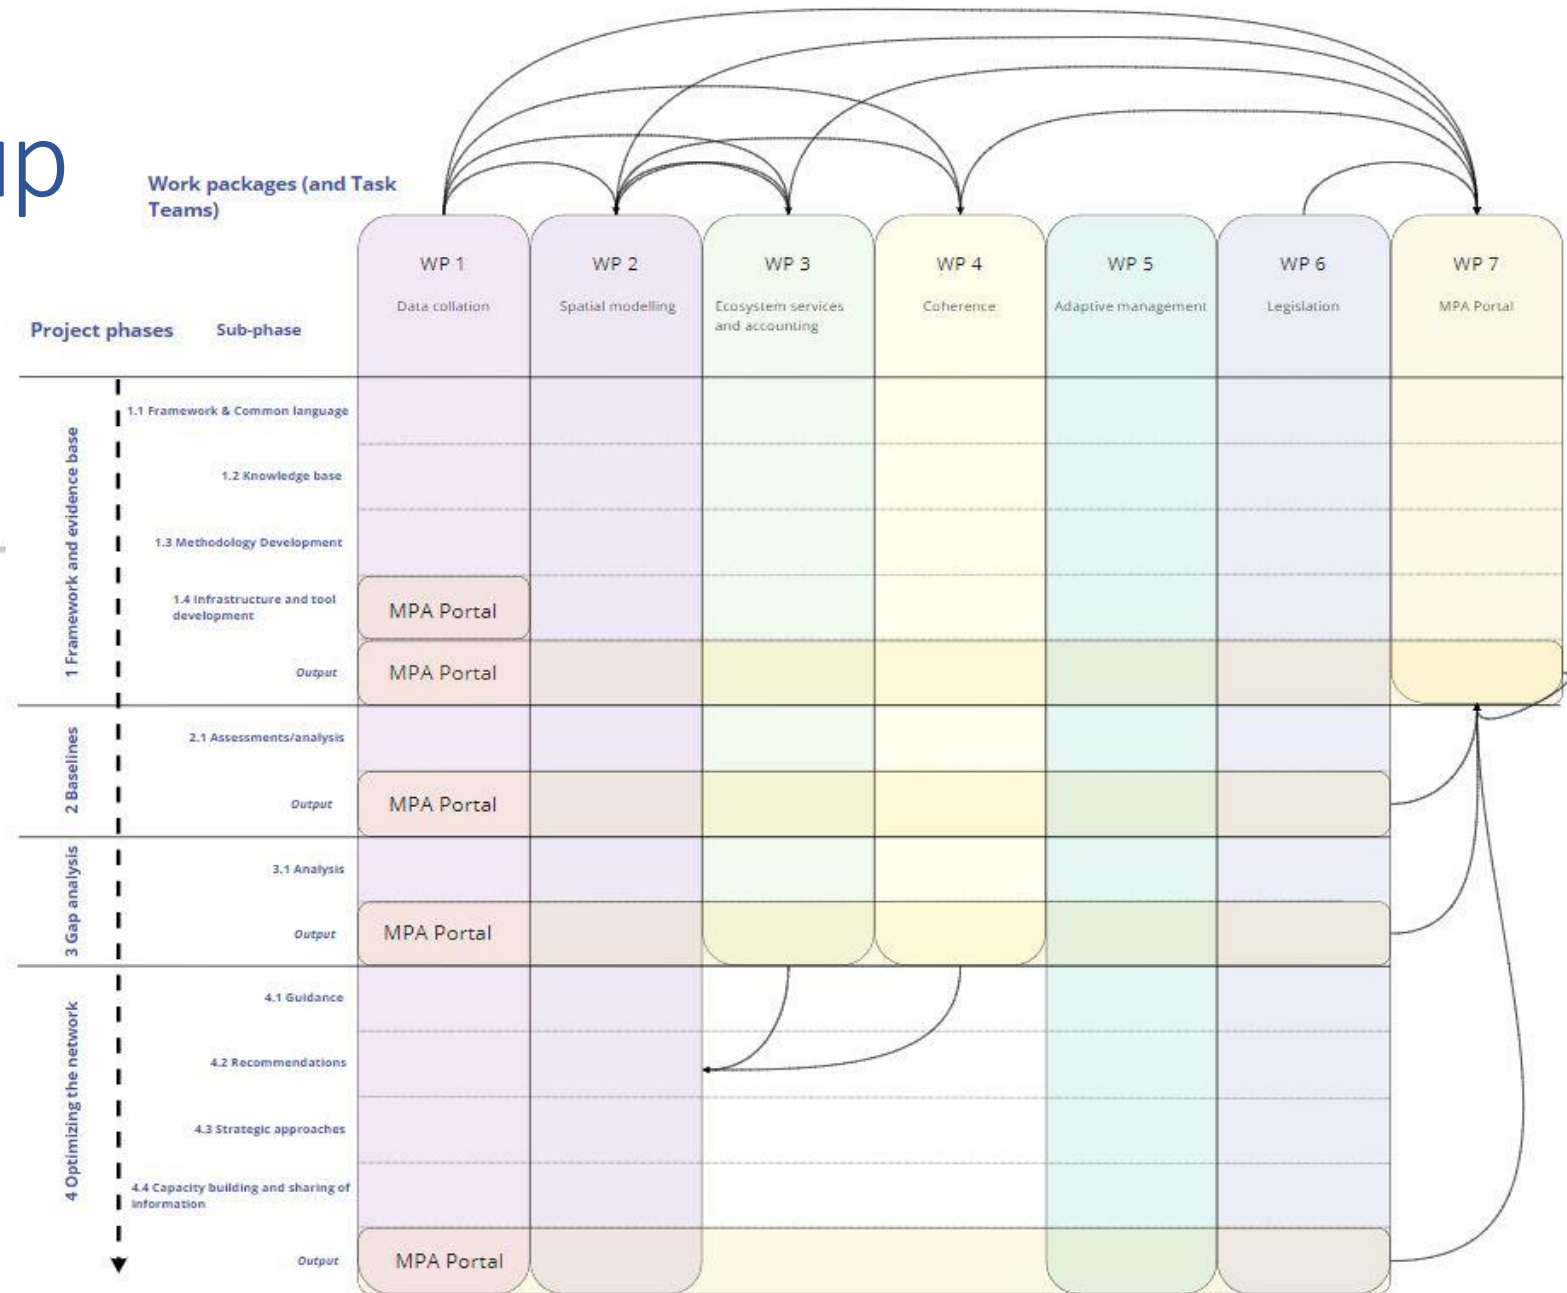 up
Work packages (and Task
Teams)
WP 1
WP 2
WP 3
WP 4
WP 5
WP 6
WP 7
Data collation
Spatial modelling
Ecosystem services
and accounting
Coherence
Adaptive management
Legislation
MPA Portal
Project phases
Sub-phase
1 Framework and evidence base
1.1 Framework & Common language
1.2 Knowledge base
1.3 Methodology Development
1.4 Infrastructure and tool
development
MPA Portal
Output
MPA Portal
2 Baselines
2.1 Assessments/analysis
Output
MPA Portal
3 Gap analysis
3.1 Analysis
Output
MPA Portal
4 Optimizing the network
4.1 Guidance
4.2 Recommendations
4.3 Strategic approaches
4.4 Capacity building and sharing of
information
Output
MPA Portal